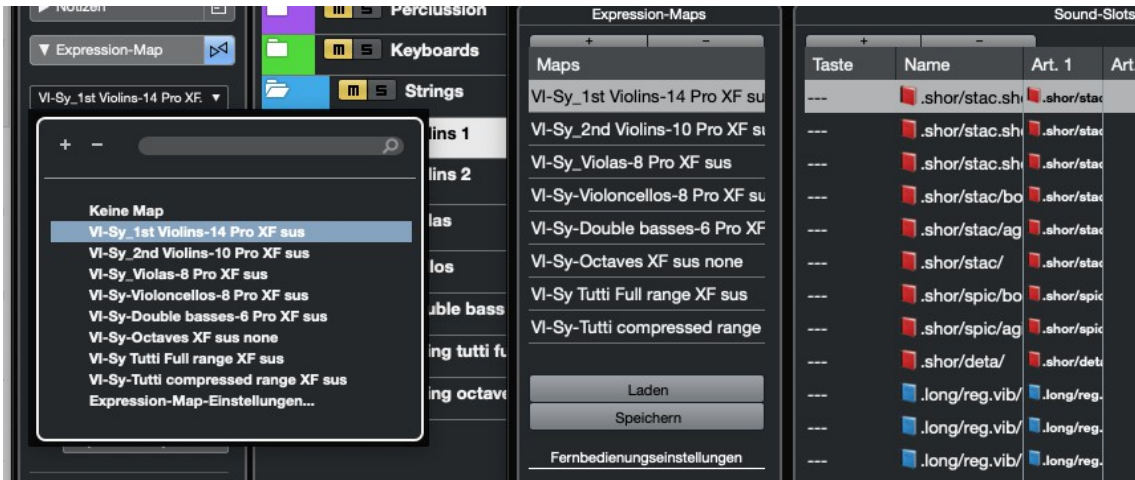 Notizen
Expression-Map
VI-Sy_1st Violins-14 Pro XF.
Keine Map
VI-Sy_1st Violins-14 Pro XF sus
VI-Sy_2nd Violins-10 Pro XF sus
VI-Sy_Violas-8 Pro XF sus
VI-Sy-Violoncellos-8 Pro XF sus
VI-Sy-Double basses-6 Pro XF sus
VI-Sy-Octaves XF sus none
VI-Sy Tutti Full range XF sus
VI-Sy-Tutti compressed range XF sus
Expression-Map-Einstellungen...
m S Percussion
m S Keyboards
m S Strings
lins 1
lins 2
las
los
uble bass
ing tutti fu
ing octave
Expression-Maps
+ −
Maps
VI-Sy_1st Violins-14 Pro XF su
VI-Sy_2nd Violins-10 Pro XF su
VI-Sy_Violas-8 Pro XF sus
VI-Sy-Violoncellos-8 Pro XF su
VI-Sy-Double basses-6 Pro XF
VI-Sy-Octaves XF sus none
VI-Sy Tutti Full range XF sus
VI-Sy-Tutti compressed range
Laden
Speichern
Fernbedienungseinstellungen
Sound-Slots
+ −
Taste Name Art. 1 Art.
--- .shor/stac.sh .shor/stac
--- .shor/stac.sh .shor/stac
--- .shor/stac.sh .shor/stac
--- .shor/stac/bo .shor/stac
--- .shor/stac/ag .shor/stac
--- .shor/stac/ .shor/stac
--- .shor/spic/bo .shor/spic
--- .shor/spic/ag .shor/spic
--- .shor/deta/ .shor/deta
--- .long/reg.vib/ .long/reg.
--- .long/reg.vib/ .long/reg.
--- .long/reg.vib/ .long/reg.